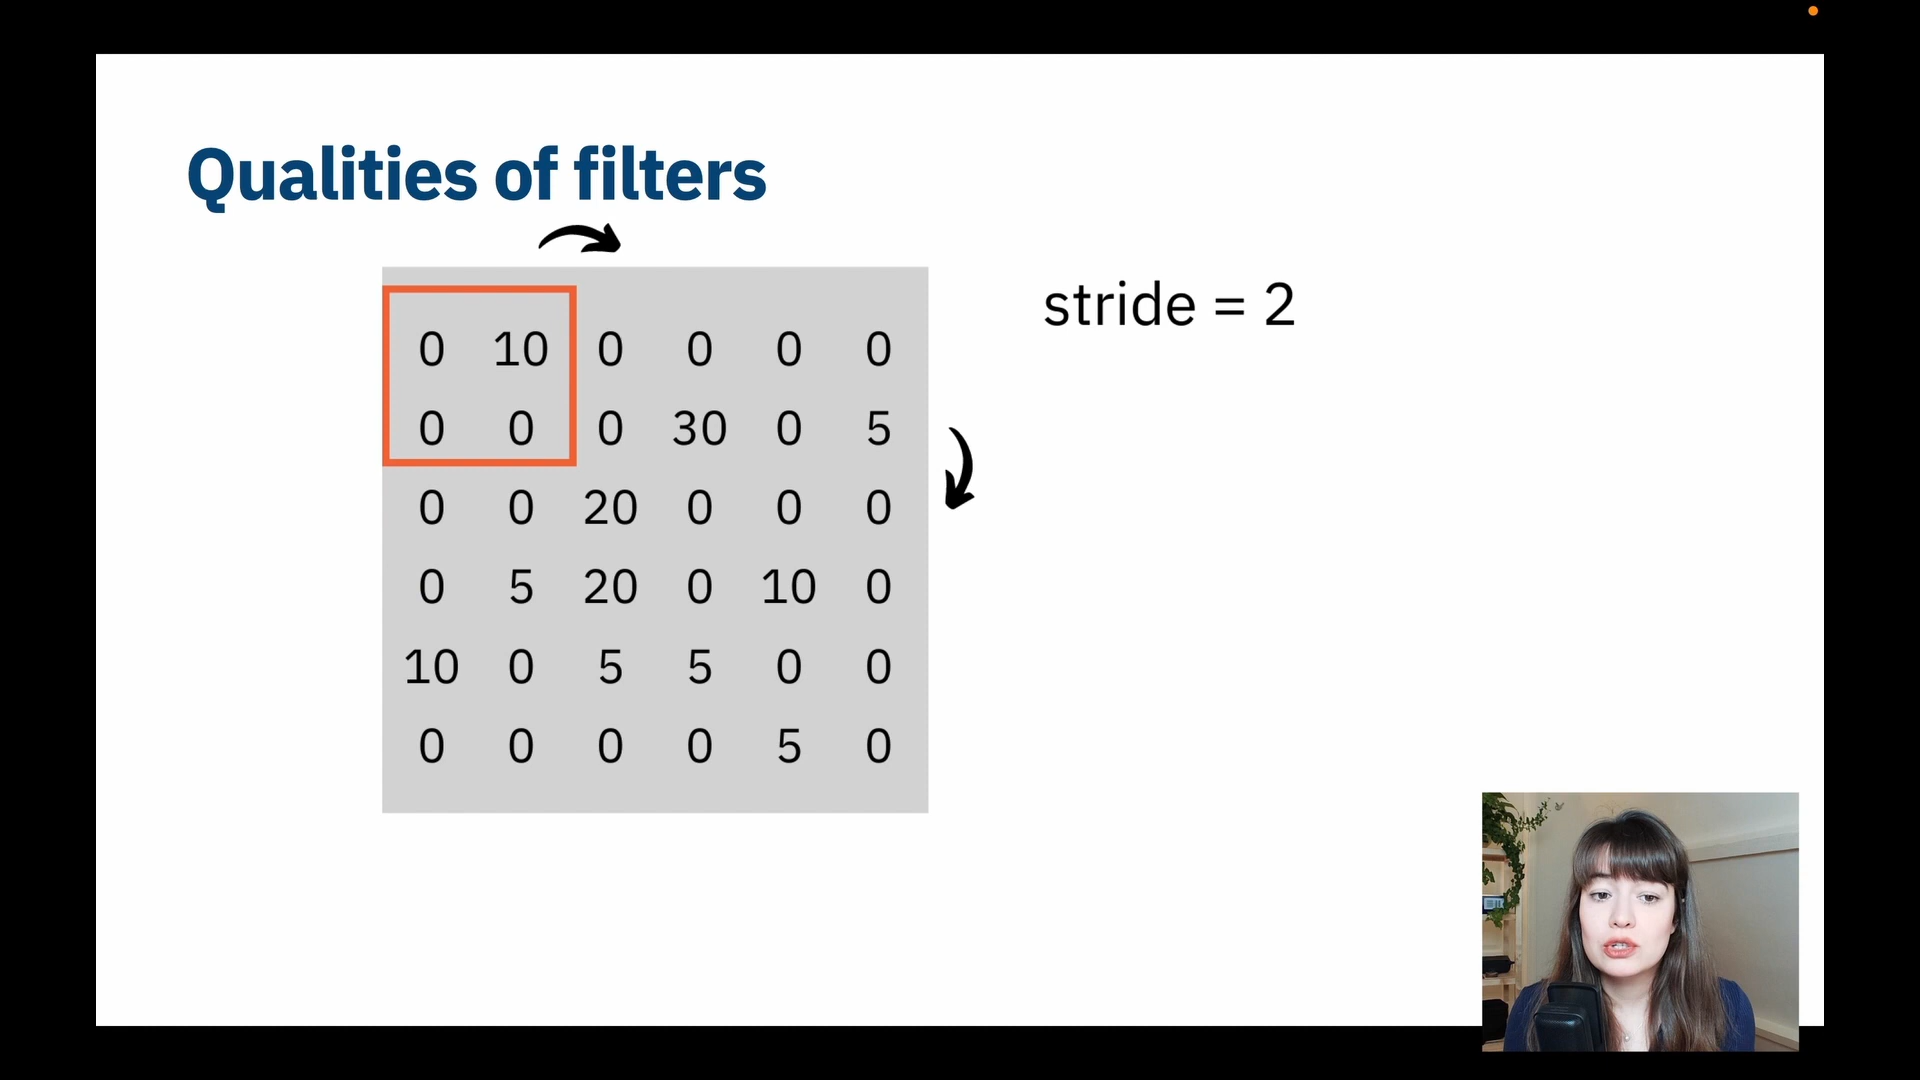 Qualities of filters
stride = 2
0 10 0 0 0 0
0 0 0 30 0 5
0 0 20 0 0 0
0 5 20 0 10 0
10 0 5 5 0 0
0 0 0 0 5 0